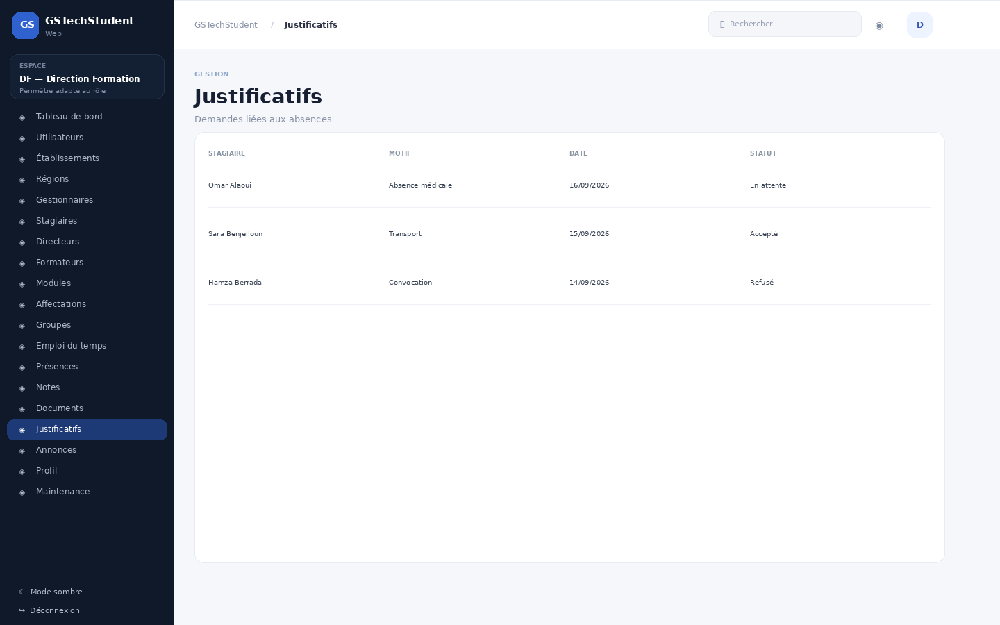 GS
GSTechStudent
Web
ESPACE
DF — Direction Formation
Périmètre adapté au rôle
Tableau de bord
Utilisateurs
Établissements
Régions
Gestionnaires
Stagiaires
Directeurs
Formateurs
Modules
Affectations
Groupes
Emploi du temps
Présences
Notes
Documents
Justificatifs
Annonces
Profil
Maintenance
Mode sombre
Déconnexion
GSTechStudent / Justificatifs
Rechercher...
D
GESTION
Justificatifs
Demandes liées aux absences
STAGIAIRE MOTIF DATE STATUT
Omar Alaoui Absence médicale 16/09/2026 En attente
Sara Benjelloun Transport 15/09/2026 Accepté
Hamza Berrada Convocation 14/09/2026 Refusé